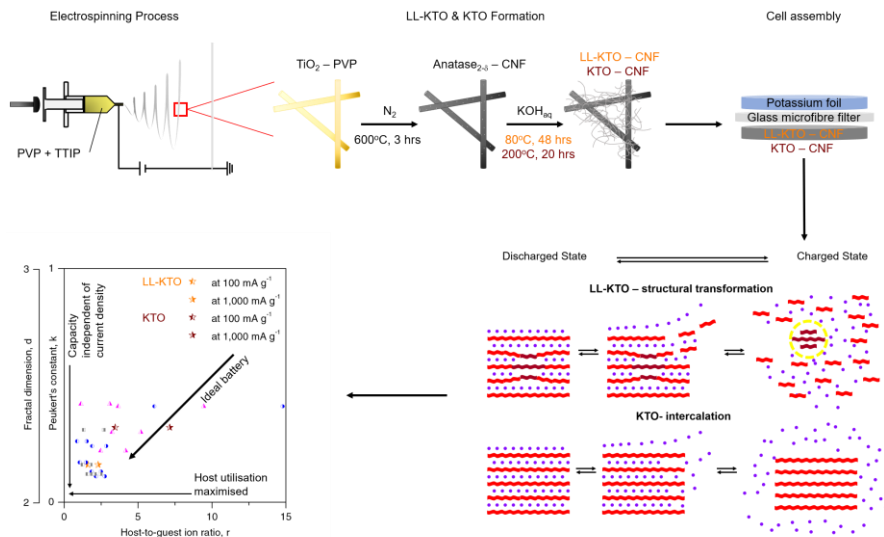 Electrospinning Process
LL-KTO & KTO Formation
Cell assembly
PVP + TTIP
TiO₂ – PVP
N₂
600°C, 3 hrs
Anatase₂₋δ – CNF
KOHaq
80°C, 48 hrs
200°C, 20 hrs
LL-KTO – CNF
KTO – CNF
Potassium foil
Glass microfibre filter
LL-KTO – CNF
KTO – CNF
Discharged State
Charged State
LL-KTO – structural transformation
KTO- intercalation
3
2
Fractal dimension, d
1
0
Peukert's constant, k
Capacity
independent of
current density
LL-KTO
at 100 mA g⁻¹
at 1,000 mA g⁻¹
KTO
at 100 mA g⁻¹
at 1,000 mA g⁻¹
Ideal battery
Host utilisation
maximised
0
5
10
15
Host-to-guest ion ratio, r